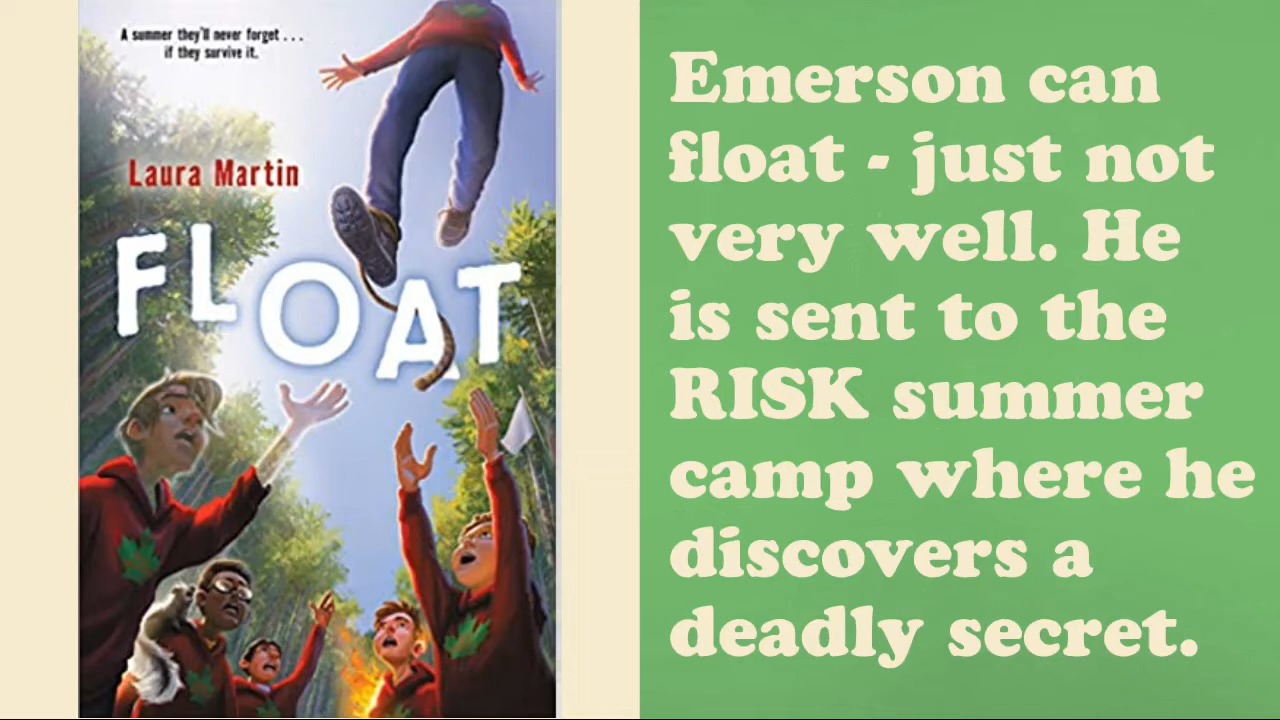 A summer they'll never forget . . .
if they survive it.
Laura Martin
FLOAT
Emerson can
float - just not
very well. He
is sent to the
RISK summer
camp where he
discovers a
deadly secret.